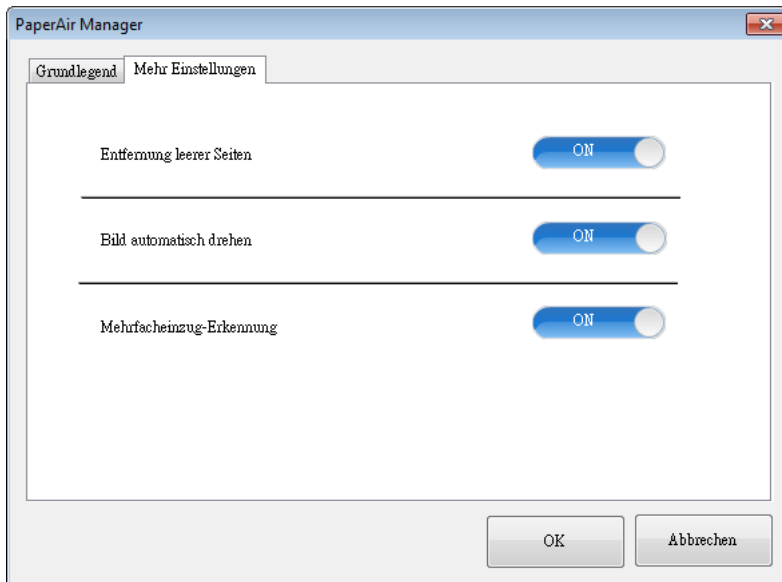 PaperAir Manager
Grundlegend
Mehr Einstellungen
Entfernung leerer Seiten
ON
Bild automatisch drehen
ON
Mehrfacheinzug-Erkennung
ON
OK
Abbrechen